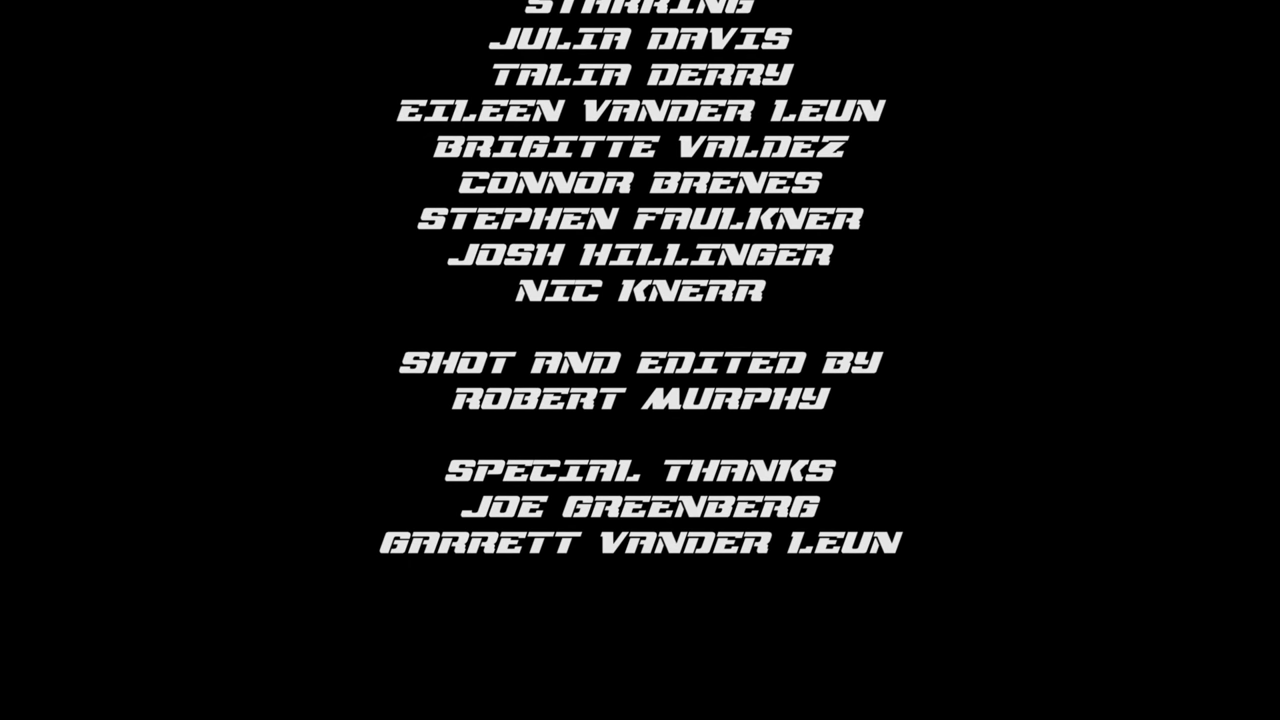 STARRING
JULIA DAVIS
TALIA DERRY
EILEEN VANDER LEUN
BRIGITTE VALDEZ
CONNOR BRENES
STEPHEN FAULKNER
JOSH HILLINGER
NIC KNERR
SHOT AND EDITED BY
ROBERT MURPHY
SPECIAL THANKS
JOE GREENBERG
GARRETT VANDER LEUN